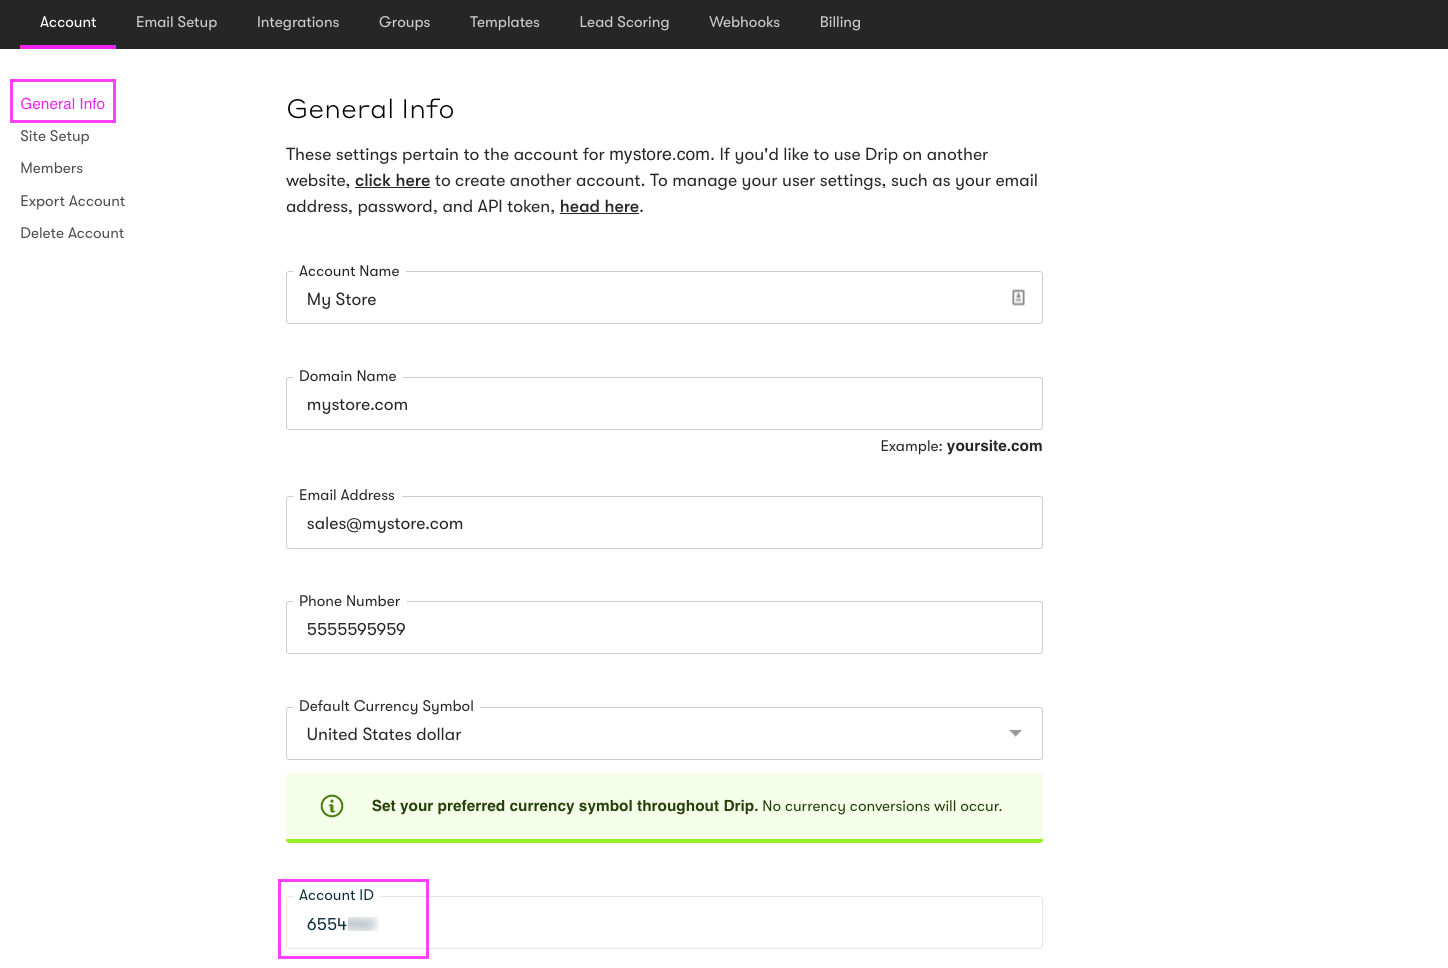 Account Email Setup Integrations Groups Templates Lead Scoring Webhooks Billing
General Info
Site Setup
Members
Export Account
Delete Account
General Info
These settings pertain to the account for mystore.com. If you'd like to use Drip on another
website, click here to create another account. To manage your user settings, such as your email
address, password, and API token, head here.
Account Name
My Store
Domain Name
mystore.com
Example: yoursite.com
Email Address
sales@mystore.com
Phone Number
5555595959
Default Currency Symbol
United States dollar
Set your preferred currency symbol throughout Drip. No currency conversions will occur.
Account ID
6554